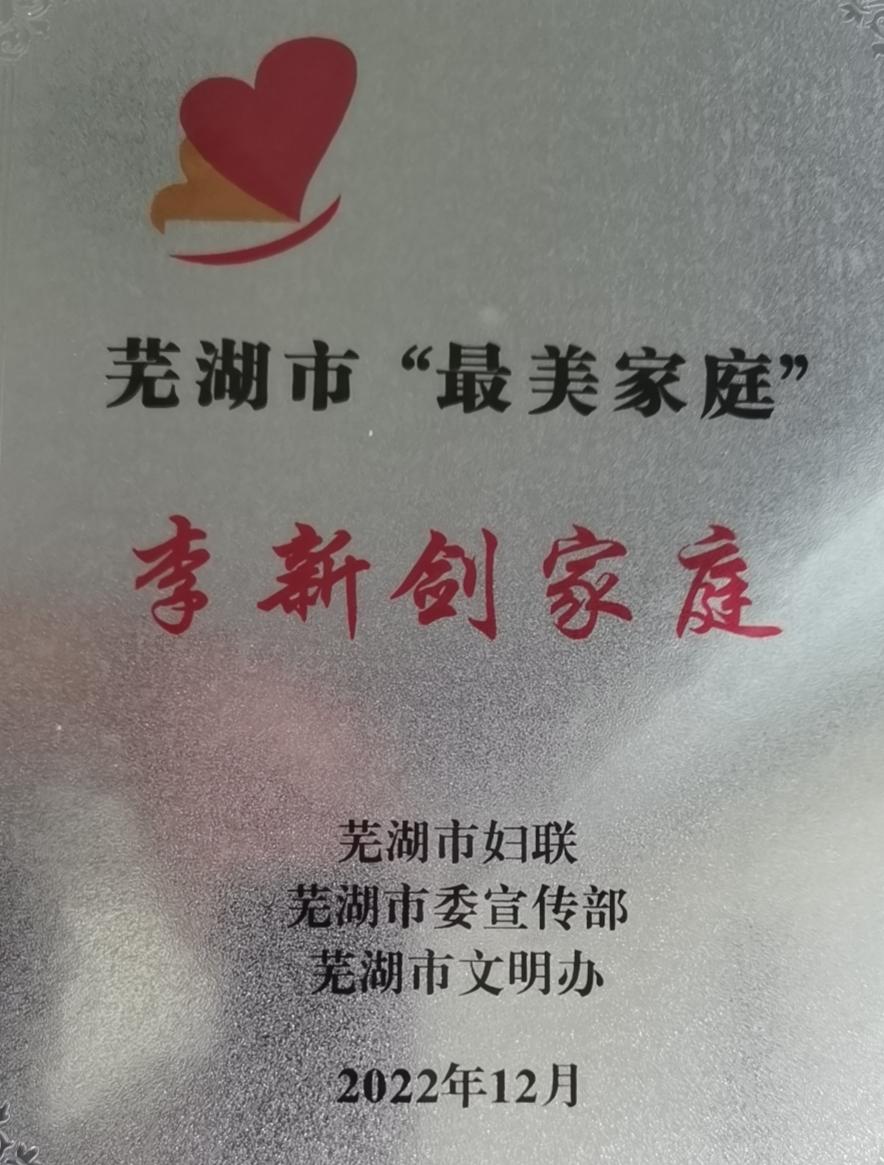 芜湖市“最美家庭”
李新剑家庭
芜湖市妇联
芜湖市委宣传部
芜湖市文明办
2022年12月